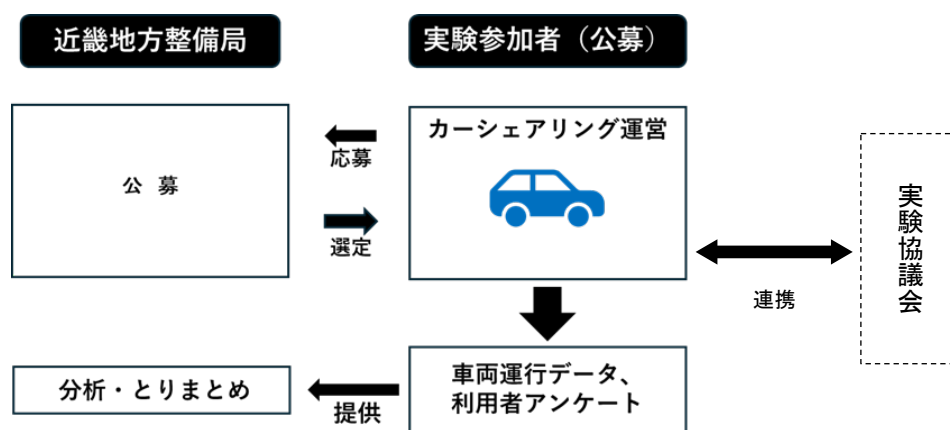 近畿地方整備局
実験参加者（公募）
公 募
応募
選定
カーシェアリング運営
連携
実験協議会
車両運行データ、
利用者アンケート
提供
分析・とりまとめ